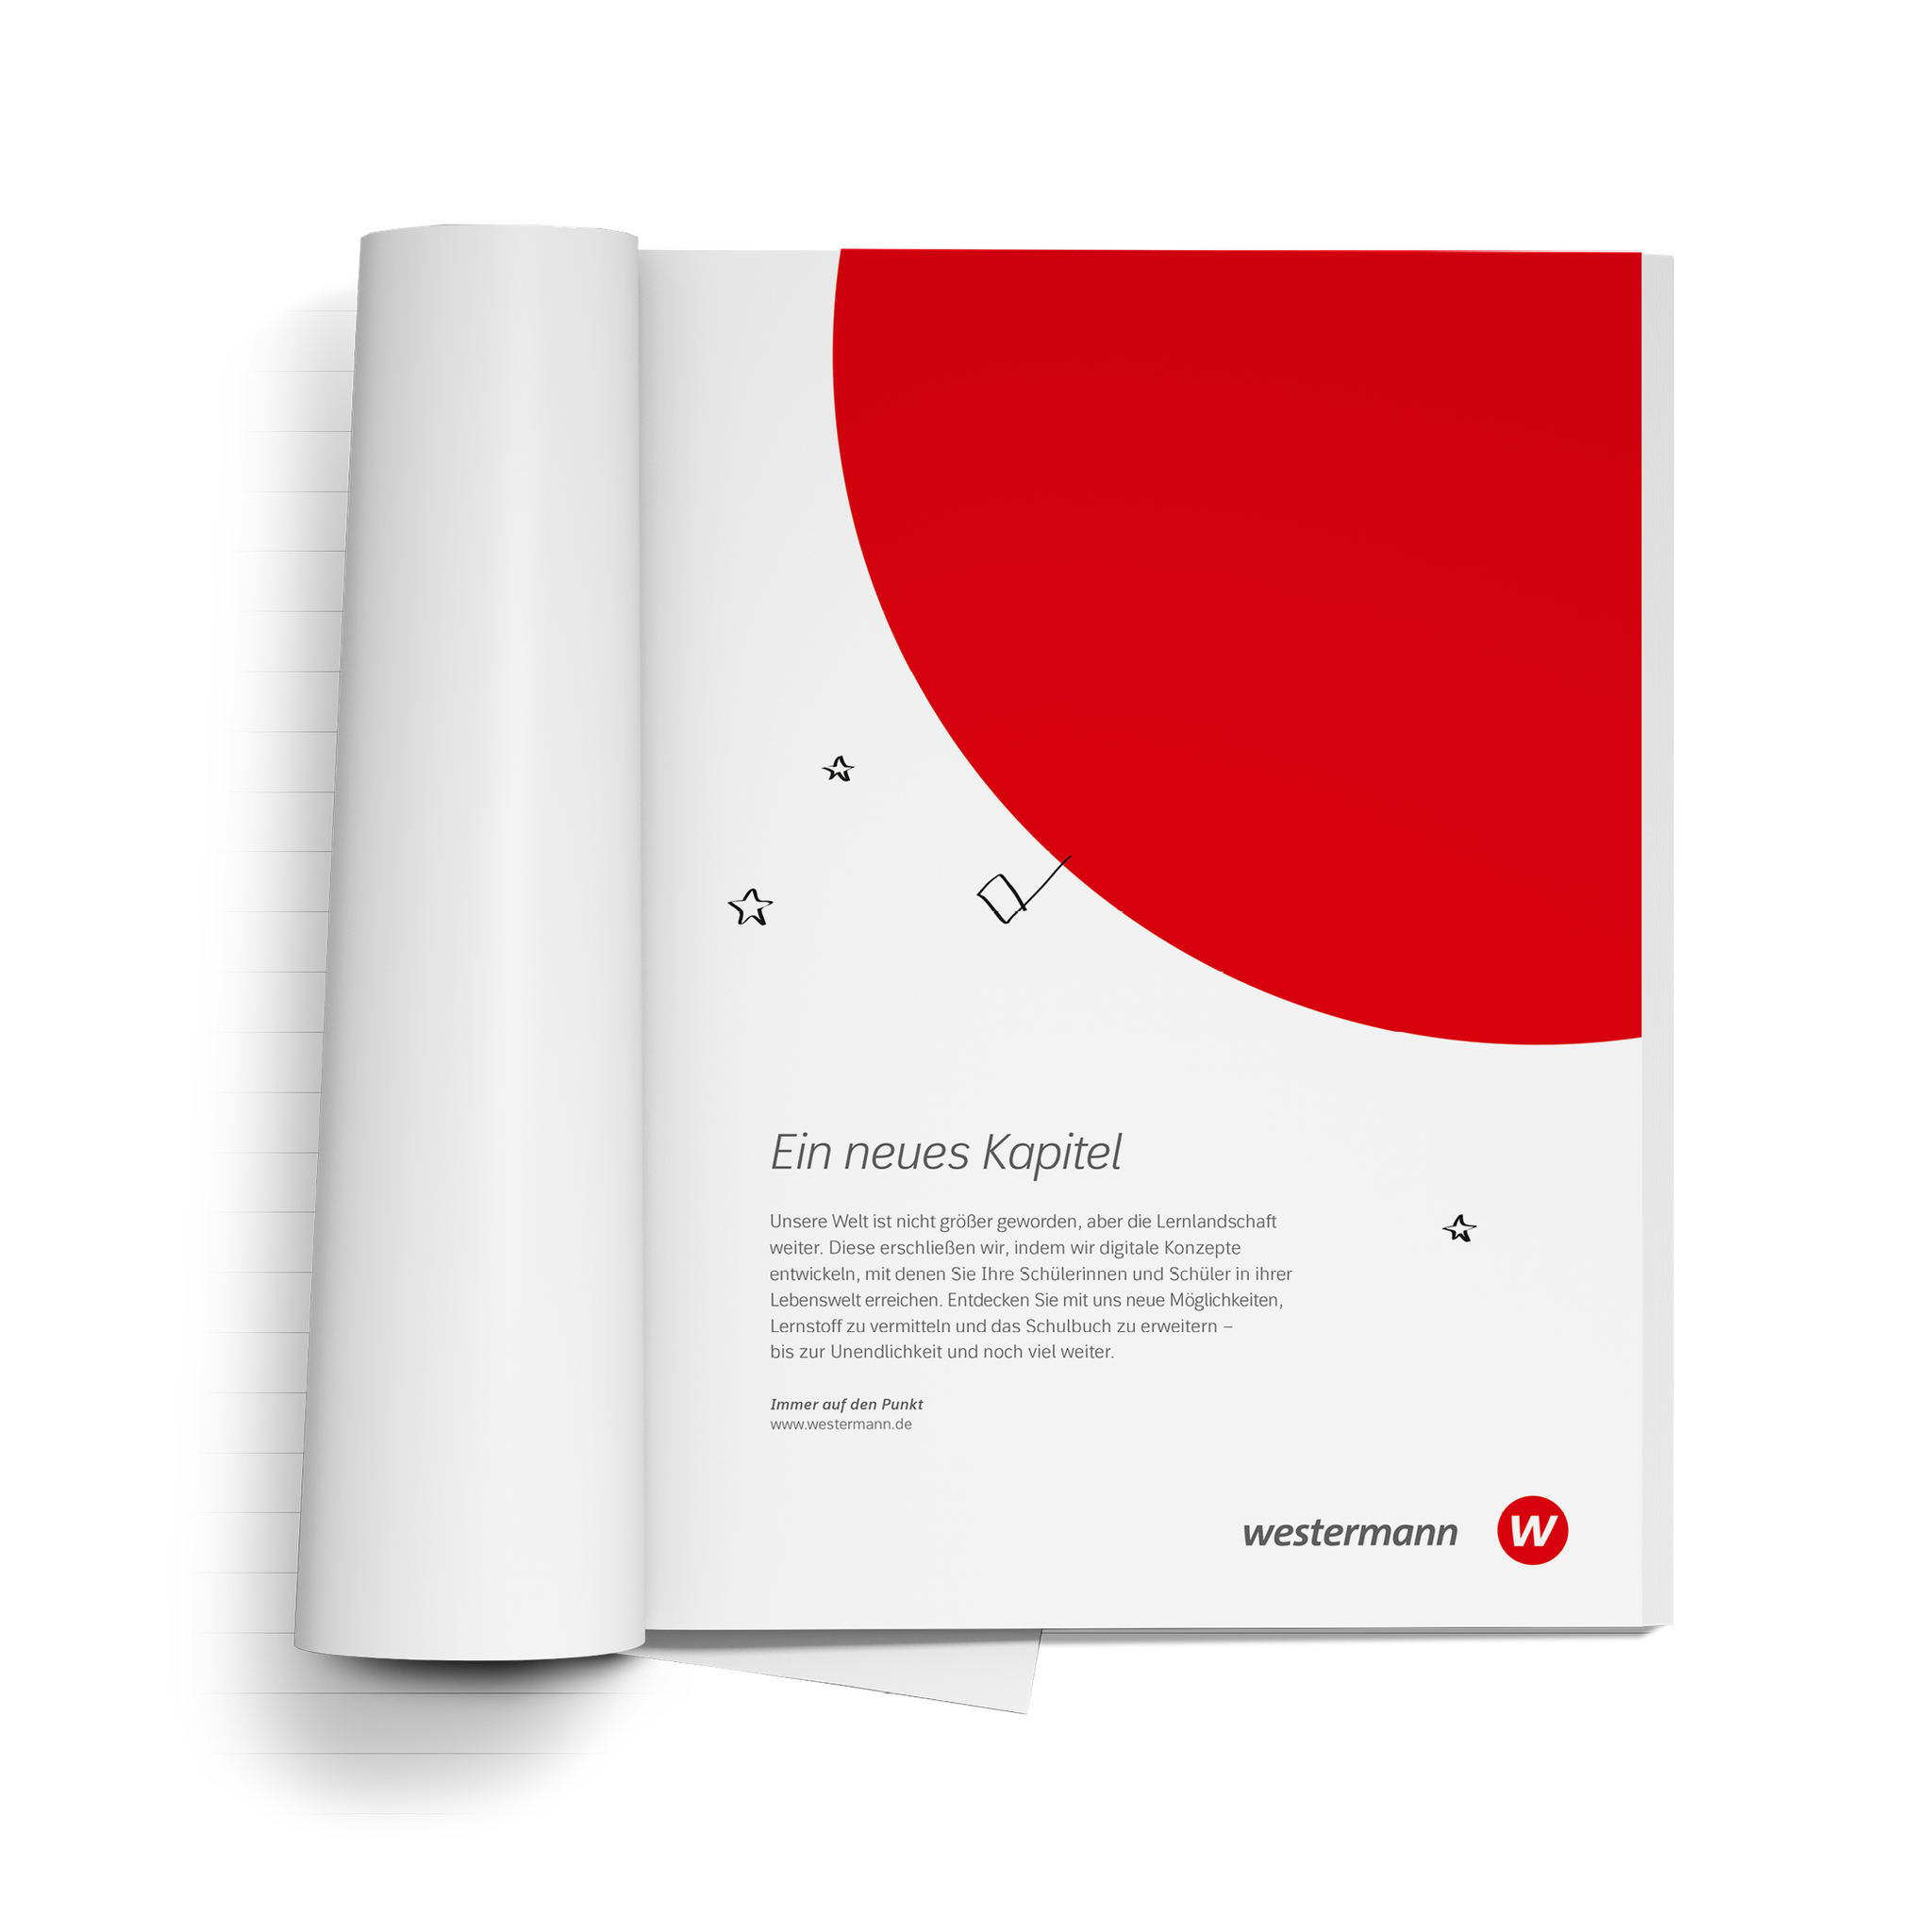 Ein neues Kapitel
Unsere Welt ist nicht größer geworden, aber die Lernlandschaft
weiter. Diese erschließen wir, indem wir digitale Konzepte
entwickeln, mit denen Sie Ihre Schülerinnen und Schüler in ihrer
Lebenswelt erreichen. Entdecken Sie mit uns neue Möglichkeiten,
Lernstoff zu vermitteln und das Schulbuch zu erweitern –
bis zur Unendlichkeit und noch viel weiter.
Immer auf den Punkt
www.westermann.de
westermann W